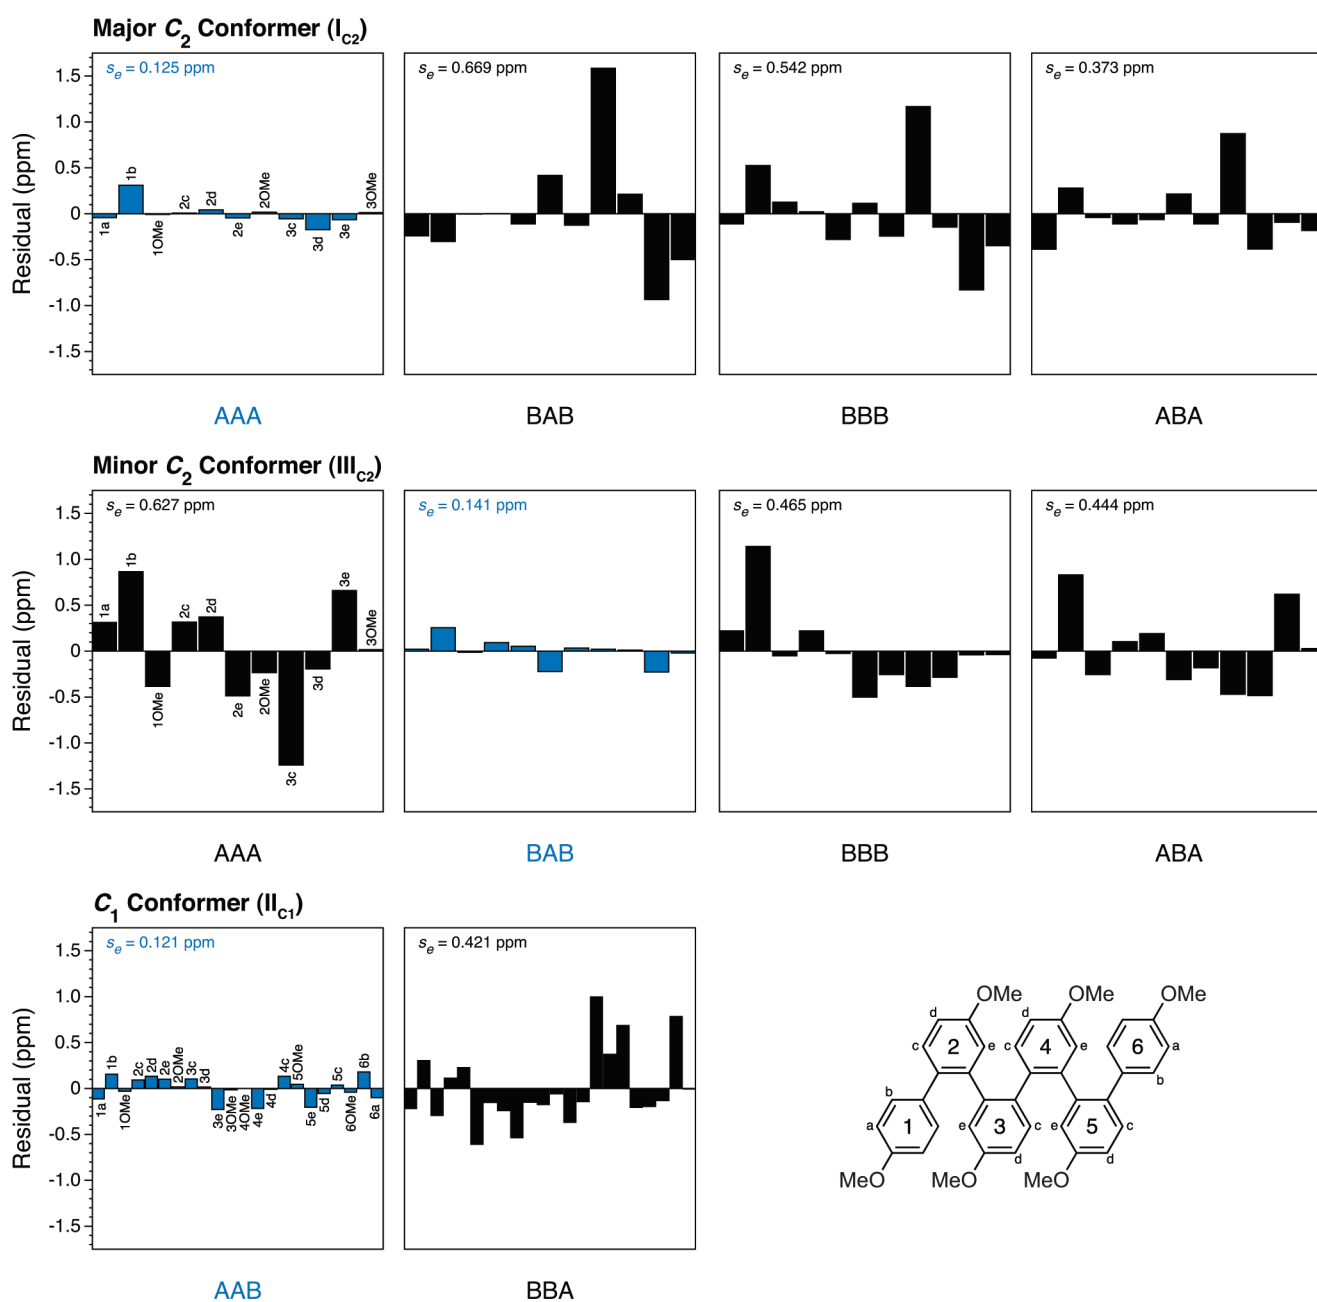 Major C2 Conformer (IC2)
Residual (ppm)
1.5
1.0
0.5
0
-0.5
-1.0
-1.5
se = 0.125 ppm
1a
1b
1OMe
2c
2d
2e
2OMe
3c
3d
3e
3OMe
se = 0.669 ppm
se = 0.542 ppm
se = 0.373 ppm
AAA
BAB
BBB
ABA
Minor C2 Conformer (IIIC2)
Residual (ppm)
1.5
1.0
0.5
0
-0.5
-1.0
-1.5
se = 0.627 ppm
1a
1b
1OMe
2c
2d
2e
2OMe
3c
3d
3e
3OMe
se = 0.141 ppm
se = 0.465 ppm
se = 0.444 ppm
AAA
BAB
BBB
ABA
C1 Conformer (IIC1)
Residual (ppm)
1.5
1.0
0.5
0
-0.5
-1.0
-1.5
se = 0.121 ppm
1a
1b
1OMe
2c
2d
2e
2OMe
3c
3d
3e
3OMe
4OMe
4e
4d
4c
5OMe
5e
5d
5c
6OMe
6b
6a
se = 0.421 ppm
AAB
BBA
OMe OMe OMe
d d
2 4 6 a
c e c e b
b
a 1 e 3 c e 5 c
d d
MeO MeO MeO